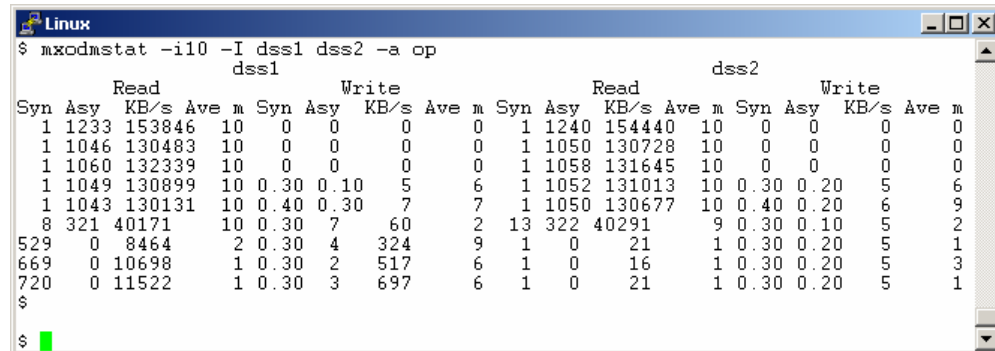 Linux
$ mxodmstat -i10 -I dss1 dss2 -a op
dss1 dss2
Read Write Read Write
Syn Asy KB/s Ave m Syn Asy KB/s Ave m Syn Asy KB/s Ave m Syn Asy KB/s Ave m
1 1233 153846 10 0 0 0 0 1 1240 154440 10 0 0 0 0
1 1046 130483 10 0 0 0 0 1 1050 130728 10 0 0 0 0
1 1060 132339 10 0 0 0 0 1 1058 131645 10 0 0 0 0
1 1049 130899 10 0.30 0.10 5 6 1 1052 131013 10 0.30 0.20 5 6
1 1043 130131 10 0.40 0.30 7 7 1 1050 130677 10 0.40 0.20 6 9
8 321 40171 10 0.30 7 60 2 13 322 40291 9 0.30 0.10 5 2
529 0 8464 2 0.30 4 324 9 1 0 21 1 0.30 0.20 5 1
669 0 10698 1 0.30 2 517 6 1 0 16 1 0.30 0.20 5 3
720 0 11522 1 0.30 3 697 6 1 0 21 1 0.30 0.20 5 1
$
$